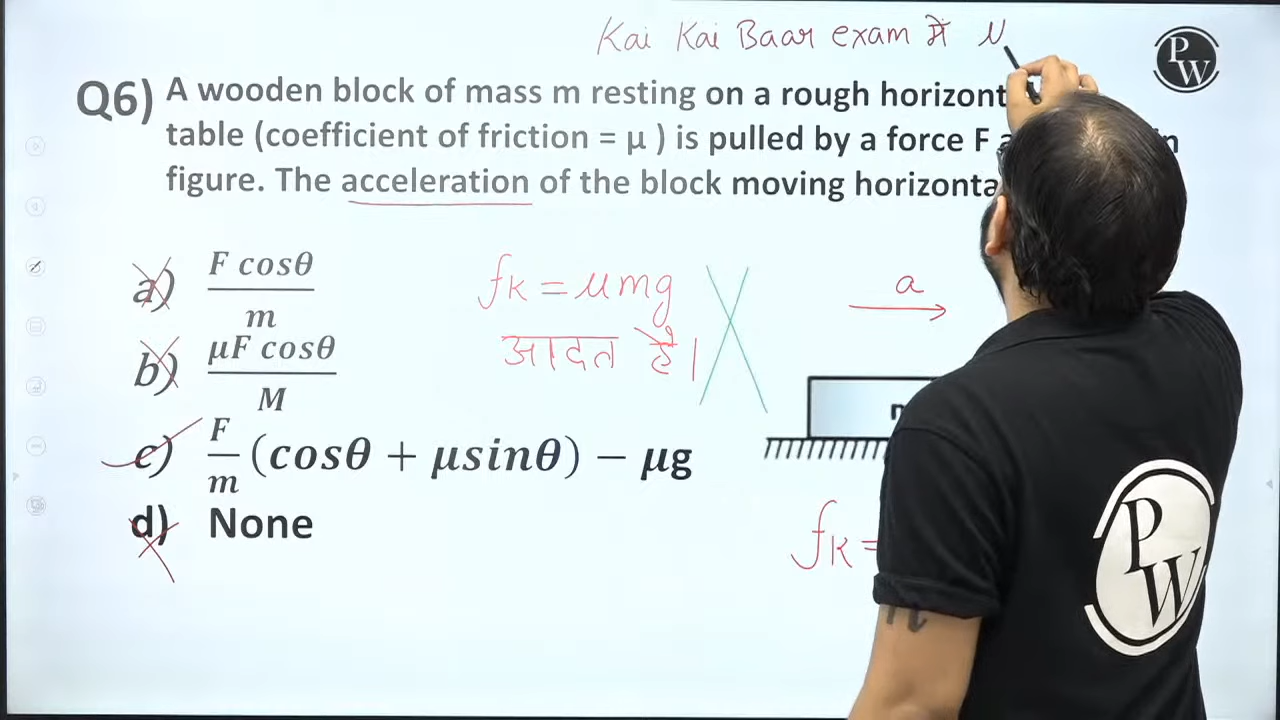 Kai Kai Baar exam में N
PW
Q6) A wooden block of mass m resting on a rough horizont
table (coefficient of friction = μ ) is pulled by a force F
figure. The acceleration of the block moving horizonta
a) F cosθ / m
fK = μmg
a
आदत है।
b) μF cosθ / M
c) F/m (cosθ + μsinθ) − μg
d) None
fK =
PW
π